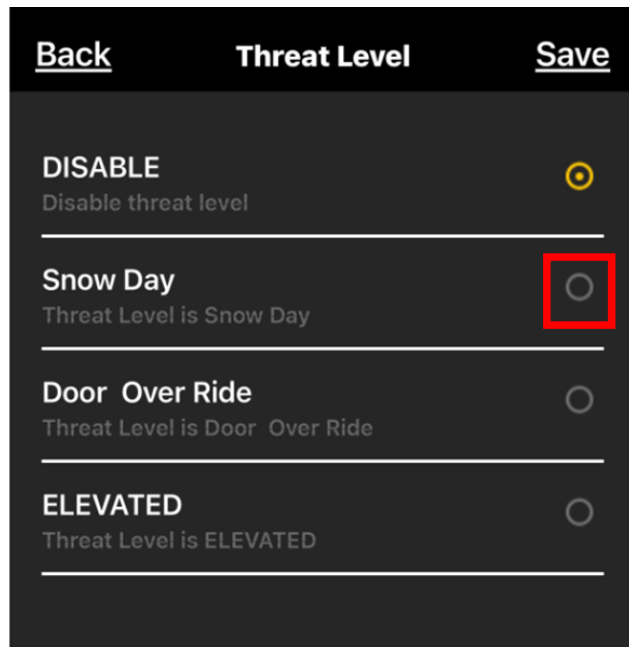 Back Threat Level Save
DISABLE
Disable threat level
Snow Day
Threat Level is Snow Day
Door  Over Ride
Threat Level is Door  Over Ride
ELEVATED
Threat Level is ELEVATED